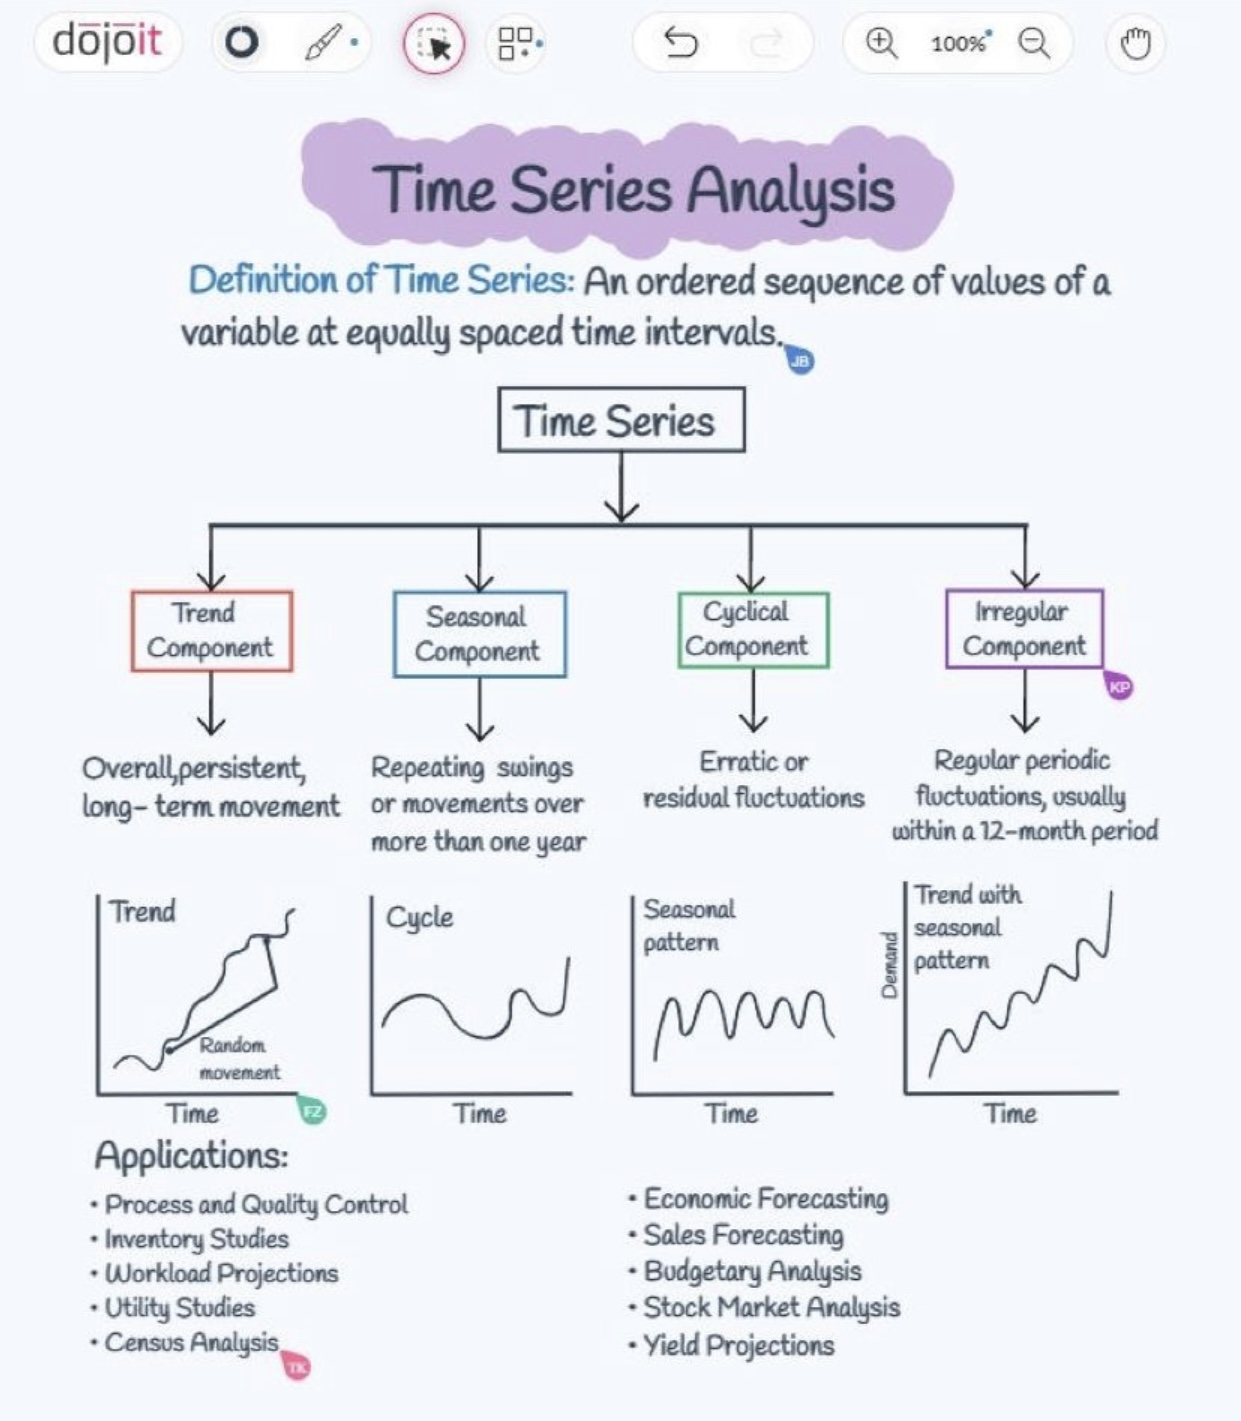 dojoit
100%
Time Series Analysis
Definition of Time Series: An ordered sequence of values of a
variable at equally spaced time intervals.
JB
Time Series
Trend
Component
Seasonal
Component
Cyclical
Component
Irregular
Component
KP
Overall,persistent,
long- term movement
Repeating swings
or movements over
more than one year
Erratic or
residual fluctuations
Regular periodic
fluctuations, usually
within a 12-month period
Trend
Random
movement
Time
FZ
Cycle
Time
Seasonal
pattern
Time
Trend with
seasonal
pattern
Demand
Time
Applications:
• Process and Quality Control
• Inventory Studies
• Workload Projections
• Utility Studies
• Census Analysis
TK
• Economic Forecasting
• Sales Forecasting
• Budgetary Analysis
• Stock Market Analysis
• Yield Projections